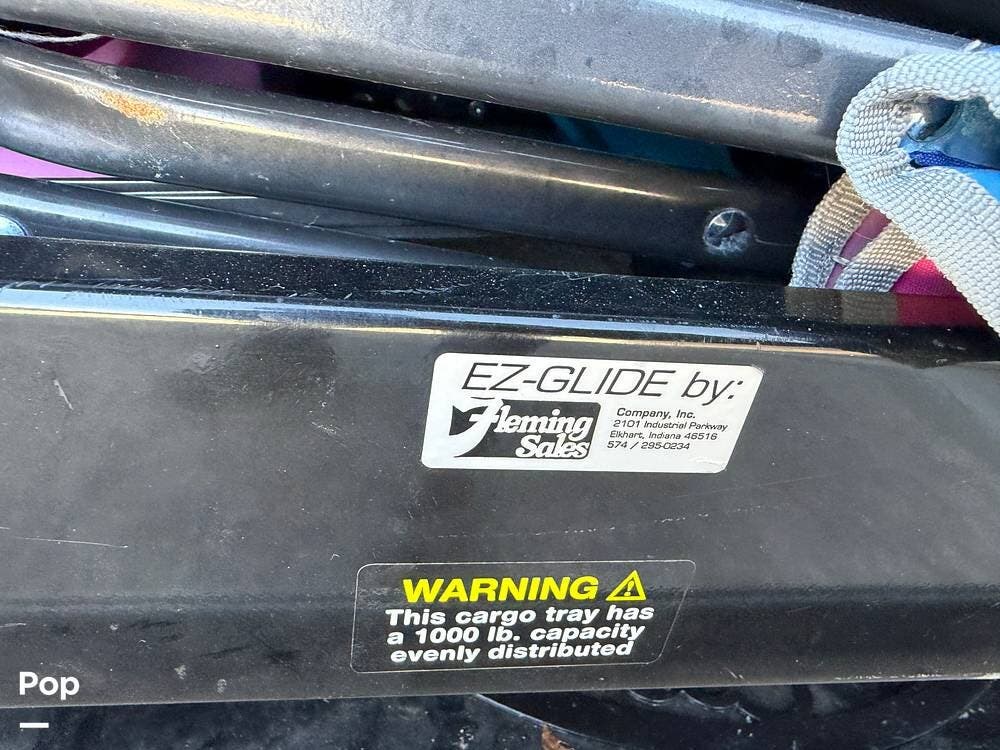 EZ-GLIDE by:
Fleming
Sales
Company, Inc.
2101 Industrial Parkway
Elkhart, Indiana 46516
574 / 295-0234
WARNING
This cargo tray has
a 1000 lb. capacity
evenly distributed
Pop